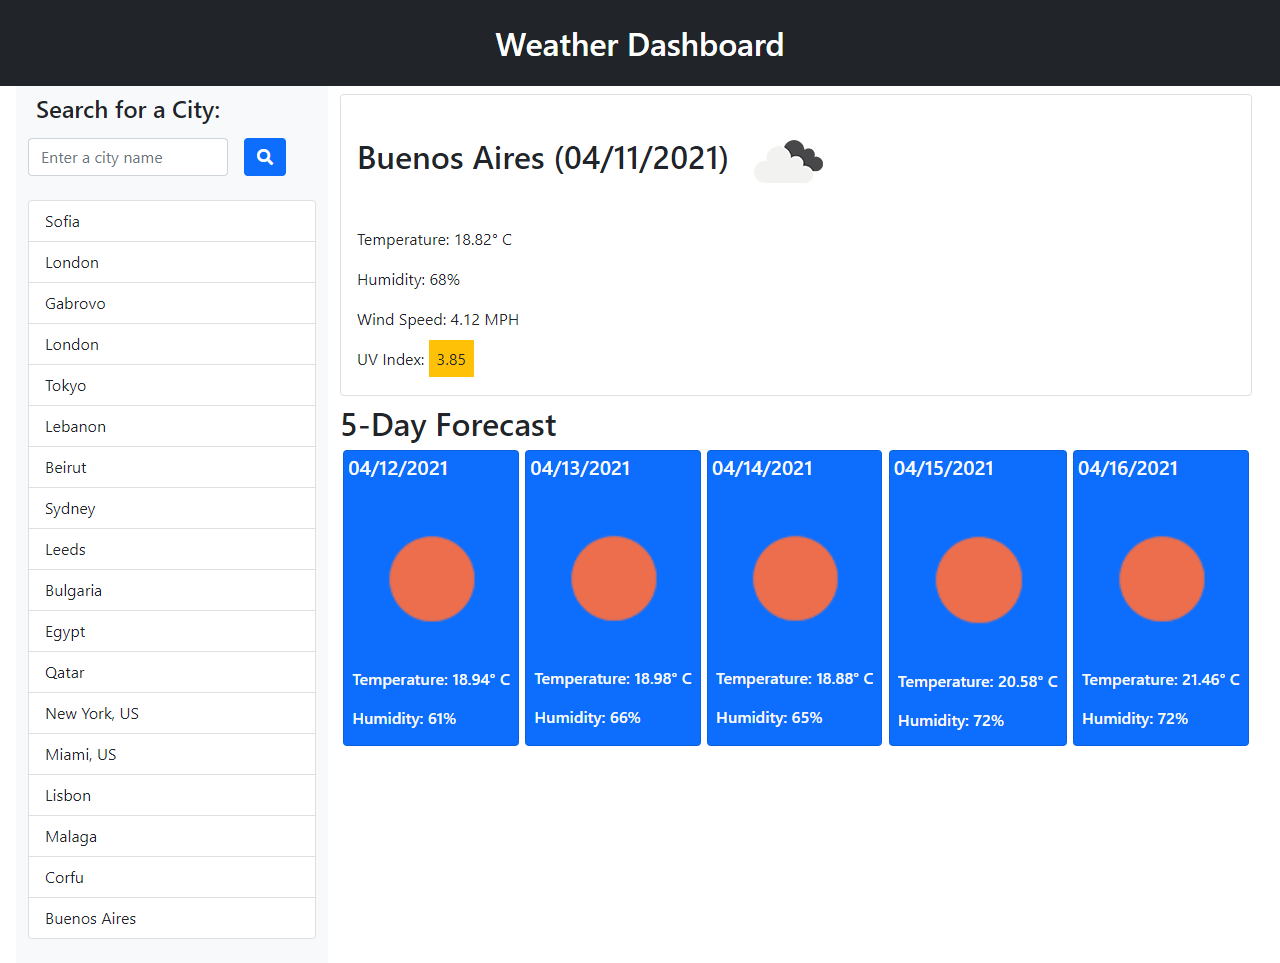 Weather Dashboard
Search for a City:
Enter a city name
Sofia
London
Gabrovo
London
Tokyo
Lebanon
Beirut
Sydney
Leeds
Bulgaria
Egypt
Qatar
New York, US
Miami, US
Lisbon
Malaga
Corfu
Buenos Aires
Buenos Aires (04/11/2021)
Temperature: 18.82° C
Humidity: 68%
Wind Speed: 4.12 MPH
UV Index: 3.85
5-Day Forecast
04/12/2021
Temperature: 18.94° C
Humidity: 61%
04/13/2021
Temperature: 18.98° C
Humidity: 66%
04/14/2021
Temperature: 18.88° C
Humidity: 65%
04/15/2021
Temperature: 20.58° C
Humidity: 72%
04/16/2021
Temperature: 21.46° C
Humidity: 72%